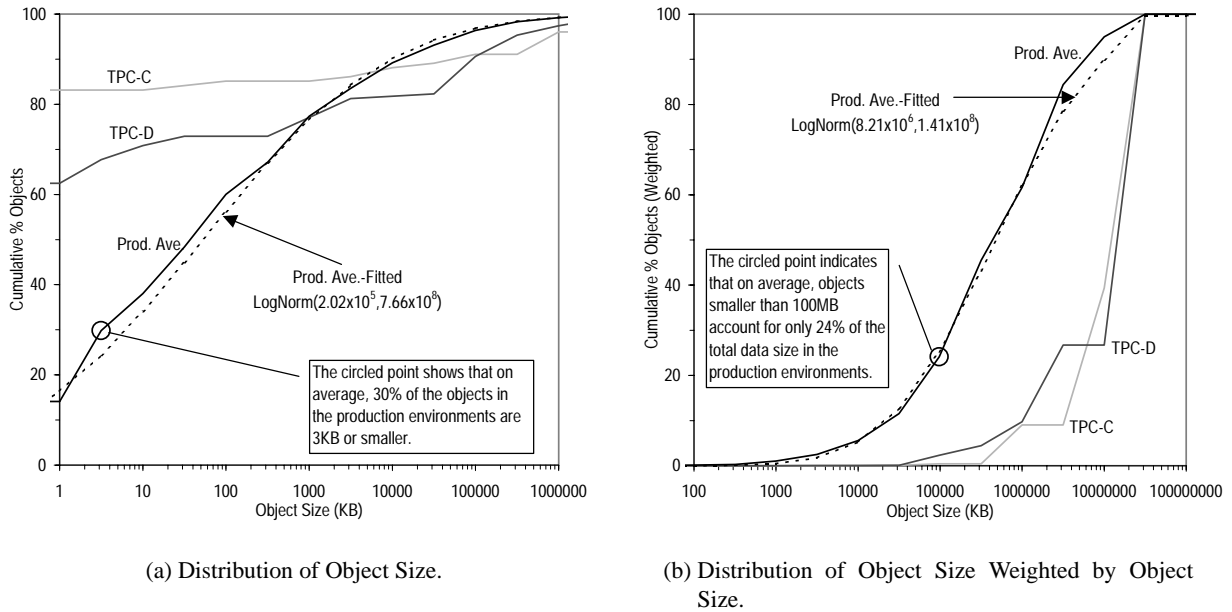 100
80
60
40
20
0
Cumulative % Objects
TPC-C
TPC-D
Prod. Ave.
Prod. Ave.-Fitted
LogNorm(2.02x10^5,7.66x10^8)
The circled point shows that on
average, 30% of the objects in
the production environments are
3KB or smaller.
1 10 100 1000 10000 100000 1000000
Object Size (KB)
(a) Distribution of Object Size.
100
80
60
40
20
0
Cumulative % Objects (Weighted)
Prod. Ave.
Prod. Ave.-Fitted
LogNorm(8.21x10^6,1.41x10^8)
The circled point indicates
that on average, objects
smaller than 100MB
account for only 24% of the
total data size in the
production environments.
TPC-D
TPC-C
100 1000 10000 100000 1000000 10000000 100000000
Object Size (KB)
(b) Distribution of Object Size Weighted by Object
Size.